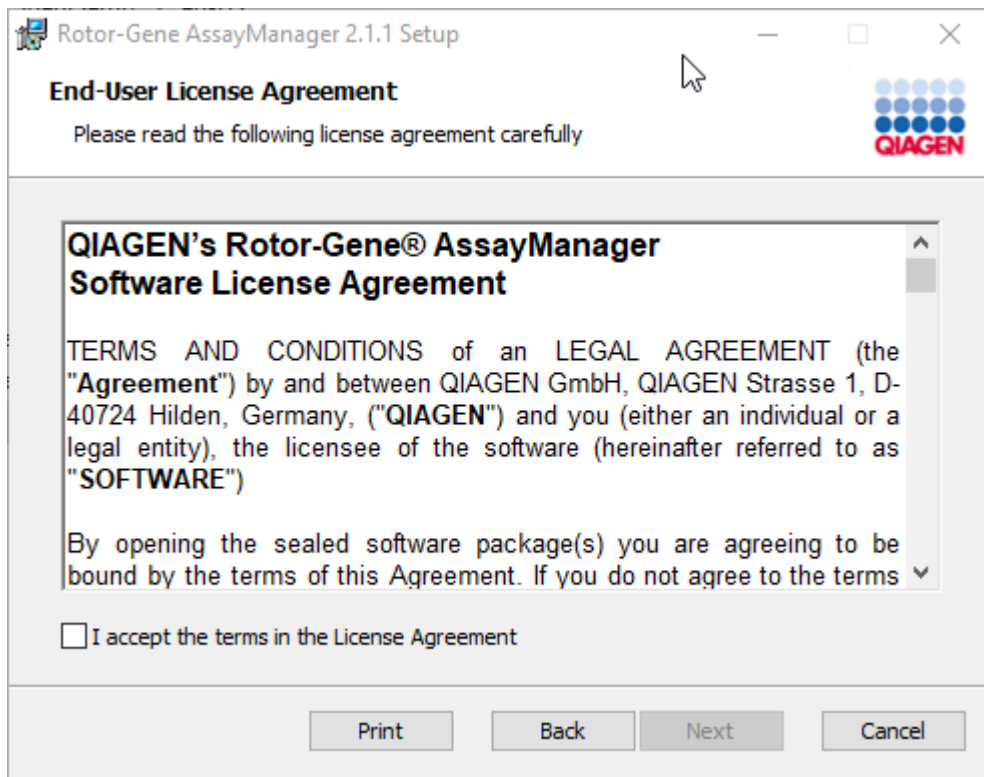 Rotor-Gene AssayManager 2.1.1 Setup
End-User License Agreement
Please read the following license agreement carefully
QIAGEN
QIAGEN’s Rotor-Gene® AssayManager
Software License Agreement
TERMS AND CONDITIONS of an LEGAL AGREEMENT (the
"Agreement") by and between QIAGEN GmbH, QIAGEN Strasse 1, D-
40724 Hilden, Germany, ("QIAGEN") and you (either an individual or a
legal entity), the licensee of the software (hereinafter referred to as
"SOFTWARE")
By opening the sealed software package(s) you are agreeing to be
bound by the terms of this Agreement. If you do not agree to the terms
I accept the terms in the License Agreement
Print
Back
Next
Cancel